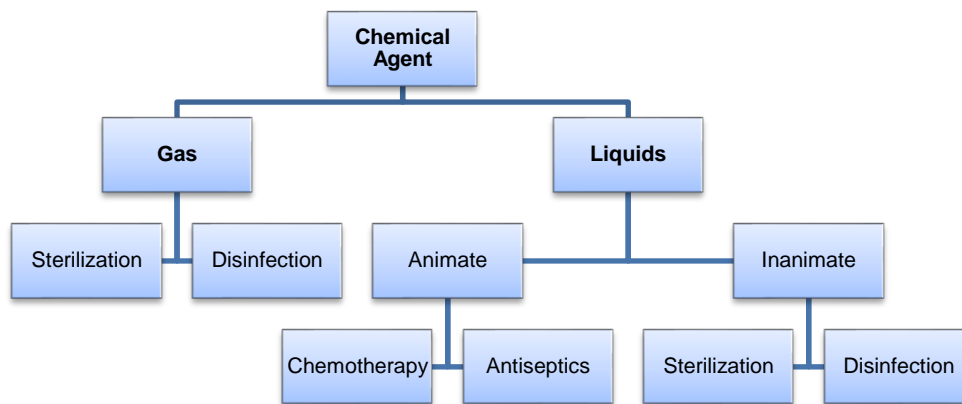 Chemical
Agent
Gas
Liquids
Sterilization
Disinfection
Animate
Inanimate
Chemotherapy
Antiseptics
Sterilization
Disinfection